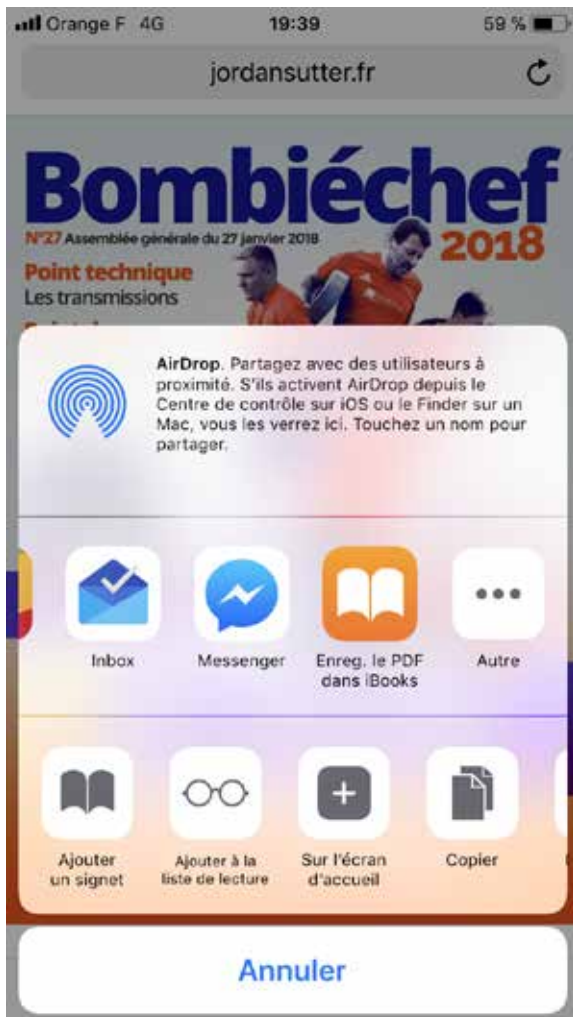 Orange F 4G 19:39 59 %
jordansutter.fr
Bombiéchef
N°27 Assemblée générale du 27 janvier 2018
2018
Point technique
Les transmissions
AirDrop. Partagez avec des utilisateurs à
proximité. S'ils activent AirDrop depuis le
Centre de contrôle sur iOS ou le Finder sur un
Mac, vous les verrez ici. Touchez un nom pour
partager.
Inbox
Messenger
Enreg. le PDF
dans iBooks
Autre
Ajouter
un signet
Ajouter à la
liste de lecture
Sur l'écran
d'accueil
Copier
Annuler